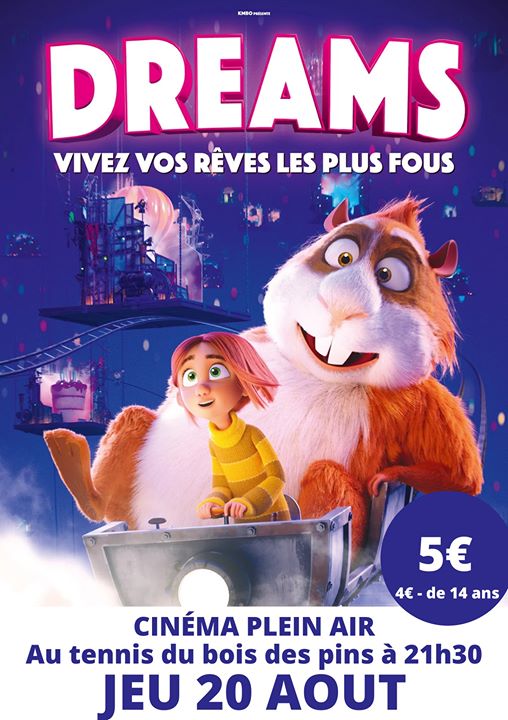 KMBO PRÉSENTE
DREAMS
VIVEZ VOS RÊVES LES PLUS FOUS
5€
4€ - de 14 ans
CINÉMA PLEIN AIR
Au tennis du bois des pins à 21h30
JEU 20 AOUT